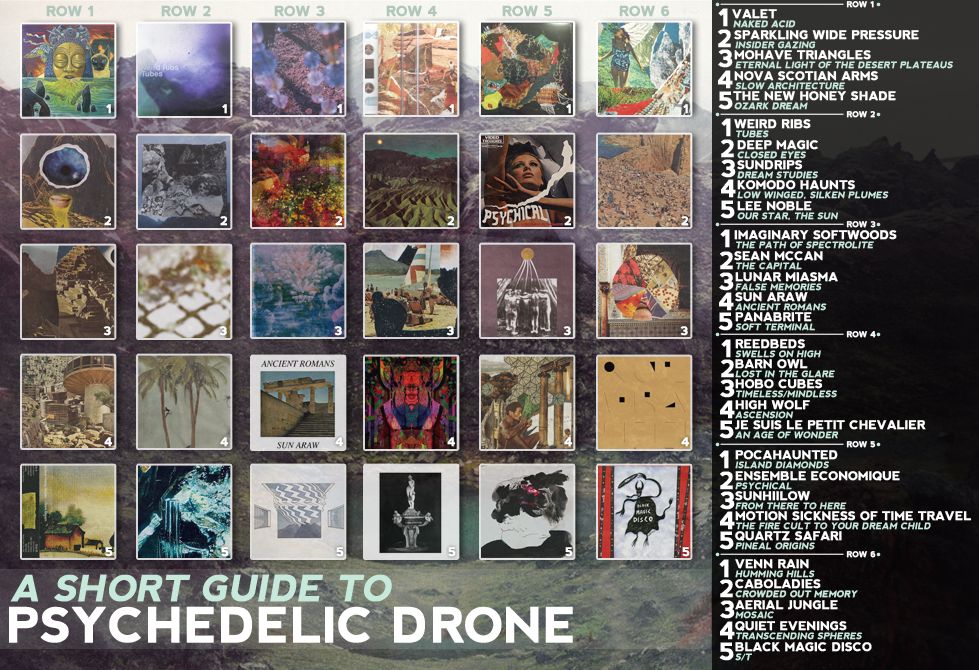 ROW 1 ROW 2 ROW 3 ROW 4 ROW 5 ROW 6
1 1 1 1 1 1
Weird Ribs
Tubes
2 2 2 2 2 2
PSYCHICAL
3 3 3 3 3 3
ANCIENT ROMANS
SUN ARAW
4 4 4 4 4 4
BLACK
MAGIC
DISCO
5 5 5 5 5 5
A SHORT GUIDE TO
PSYCHEDELIC DRONE
ROW 1
1 VALET
NAKED ACID
2 SPARKLING WIDE PRESSURE
INSIDER GAZING
3 MOHAVE TRIANGLES
ETERNAL LIGHT OF THE DESERT PLATEAUS
4 NOVA SCOTIAN ARMS
SLOW ARCHITECTURE
5 THE NEW HONEY SHADE
OZARK DREAM
ROW 2
1 WEIRD RIBS
TUBES
2 DEEP MAGIC
CLOSED EYES
3 SUNDRIPS
DREAM STUDIES
4 KOMODO HAUNTS
LOW WINGED, SILKEN PLUMES
5 LEE NOBLE
OUR STAR, THE SUN
ROW 3
1 IMAGINARY SOFTWOODS
THE PATH OF SPECTROLITE
2 SEAN MCCAN
THE CAPITAL
3 LUNAR MIASMA
FALSE MEMORIES
4 SUN ARAW
ANCIENT ROMANS
5 PANABRITE
SOFT TERMINAL
ROW 4
1 REEDBEDS
SWELLS ON HIGH
2 BARN OWL
LOST IN THE GLARE
3 HOBO CUBES
TIMELESS/MINDLESS
4 HIGH WOLF
ASCENSION
5 JE SUIS LE PETIT CHEVALIER
AN AGE OF WONDER
ROW 5
1 POCAHAUNTED
ISLAND DIAMONDS
2 ENSEMBLE ECONOMIQUE
PSYCHICAL
3 SUNHIILOW
FROM THERE TO HERE
4 MOTION SICKNESS OF TIME TRAVEL
THE FIRE CULT TO YOUR DREAM CHILD
5 QUARTZ SAFARI
PINEAL ORIGINS
ROW 6
1 VENN RAIN
HUMMING HILLS
2 CABOLADIES
CROWDED OUT MEMORY
3 AERIAL JUNGLE
MOSAIC
4 QUIET EVENINGS
TRANSCENDING SPHERES
5 BLACK MAGIC DISCO
S/T